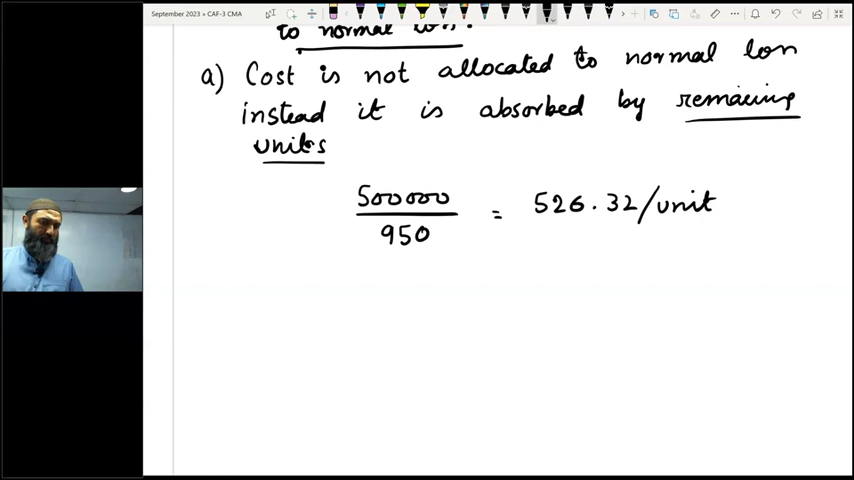 September 2023 » CAF-3 CMA
to normal loss.
a) Cost is not allocated to normal loss
instead it is absorbed by remaining
units
500000
950
= 526.32/unit